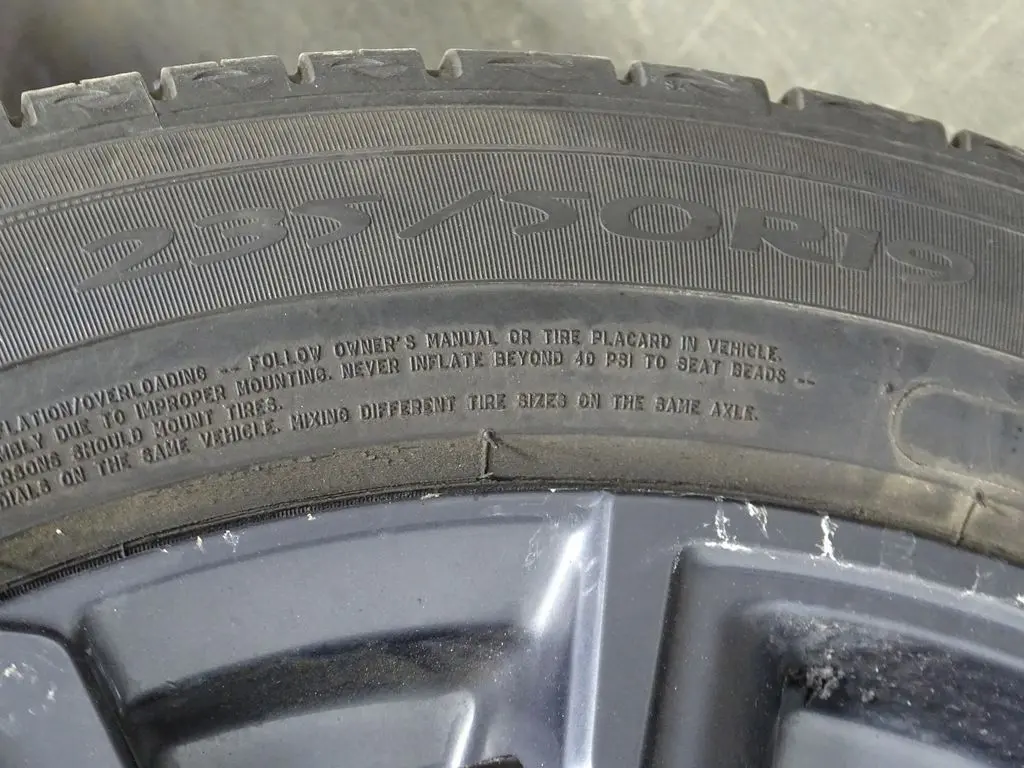 235/50R19
FLATION/OVERLOADING -- FOLLOW OWNER'S MANUAL OR TIRE PLACARD IN VEHICLE.
MBLY DUE TO IMPROPER MOUNTING. NEVER INFLATE BEYOND 40 PSI TO SEAT BEADS --
ERSONS SHOULD MOUNT TIRES.
DIALS ON THE SAME VEHICLE. MIXING DIFFERENT TIRE SIZES ON THE SAME AXLE.